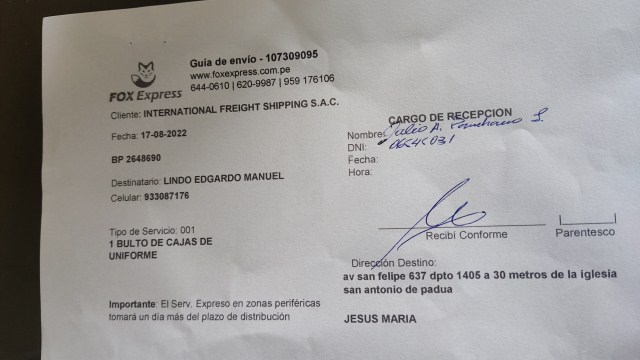 Guía de envío - 107309095
www.foxexpress.com.pe
644-0610 | 620-9987 | 959 176106
FOX Express
Cliente: INTERNATIONAL FREIGHT SHIPPING S.A.C.
Fecha: 17-08-2022
BP 2648690
Destinatario: LINDO EDGARDO MANUEL
Celular: 933087176
Tipo de Servicio: 001
1 BULTO DE CAJAS DE
UNIFORME
Importante: El Serv. Expreso en zonas periféricas
tomará un día más del plazo de distribución
CARGO DE RECEPCION
Nombre: Julio A.
DNI:
Fecha:
Hora:
Recibí Conforme
Parentesco
Dirección Destino:
av san felipe 637 dpto 1405 a 30 metros de la iglesia
san antonio de padua
JESUS MARIA